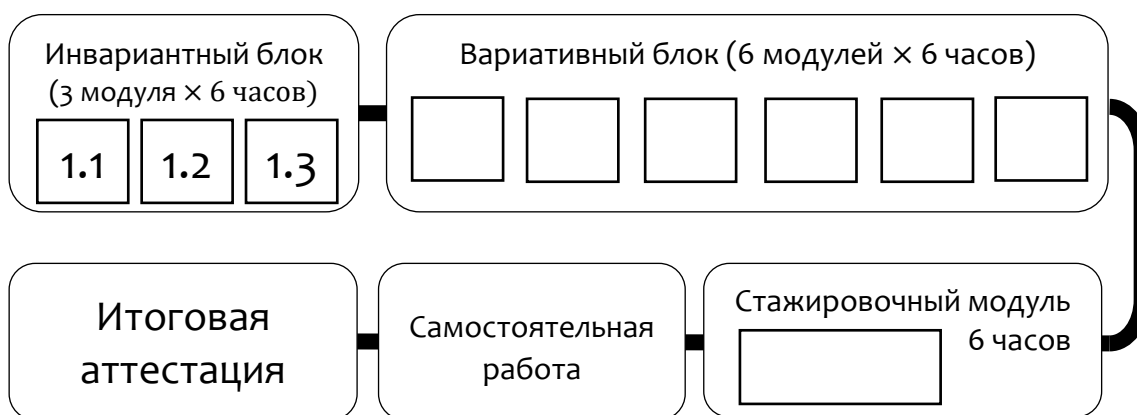 Инвариантный блок
(3 модуля × 6 часов)
1.1 1.2 1.3
Вариативный блок (6 модулей × 6 часов)
Итоговая
аттестация
Самостоятельная
работа
Стажировочный модуль
6 часов